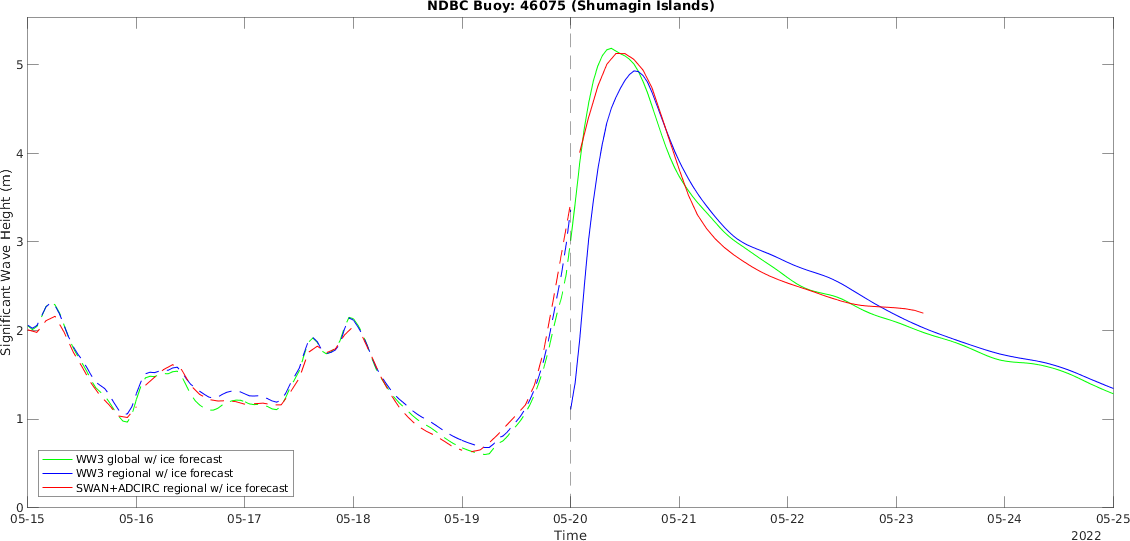 NDBC Buoy: 46075 (Shumagin Islands)
Significant Wave Height (m)
5
4
3
2
1
0
WW3 global w/ ice forecast
WW3 regional w/ ice forecast
SWAN+ADCIRC regional w/ ice forecast
05-15 05-16 05-17 05-18 05-19 05-20 05-21 05-22 05-23 05-24 05-25
Time
2022